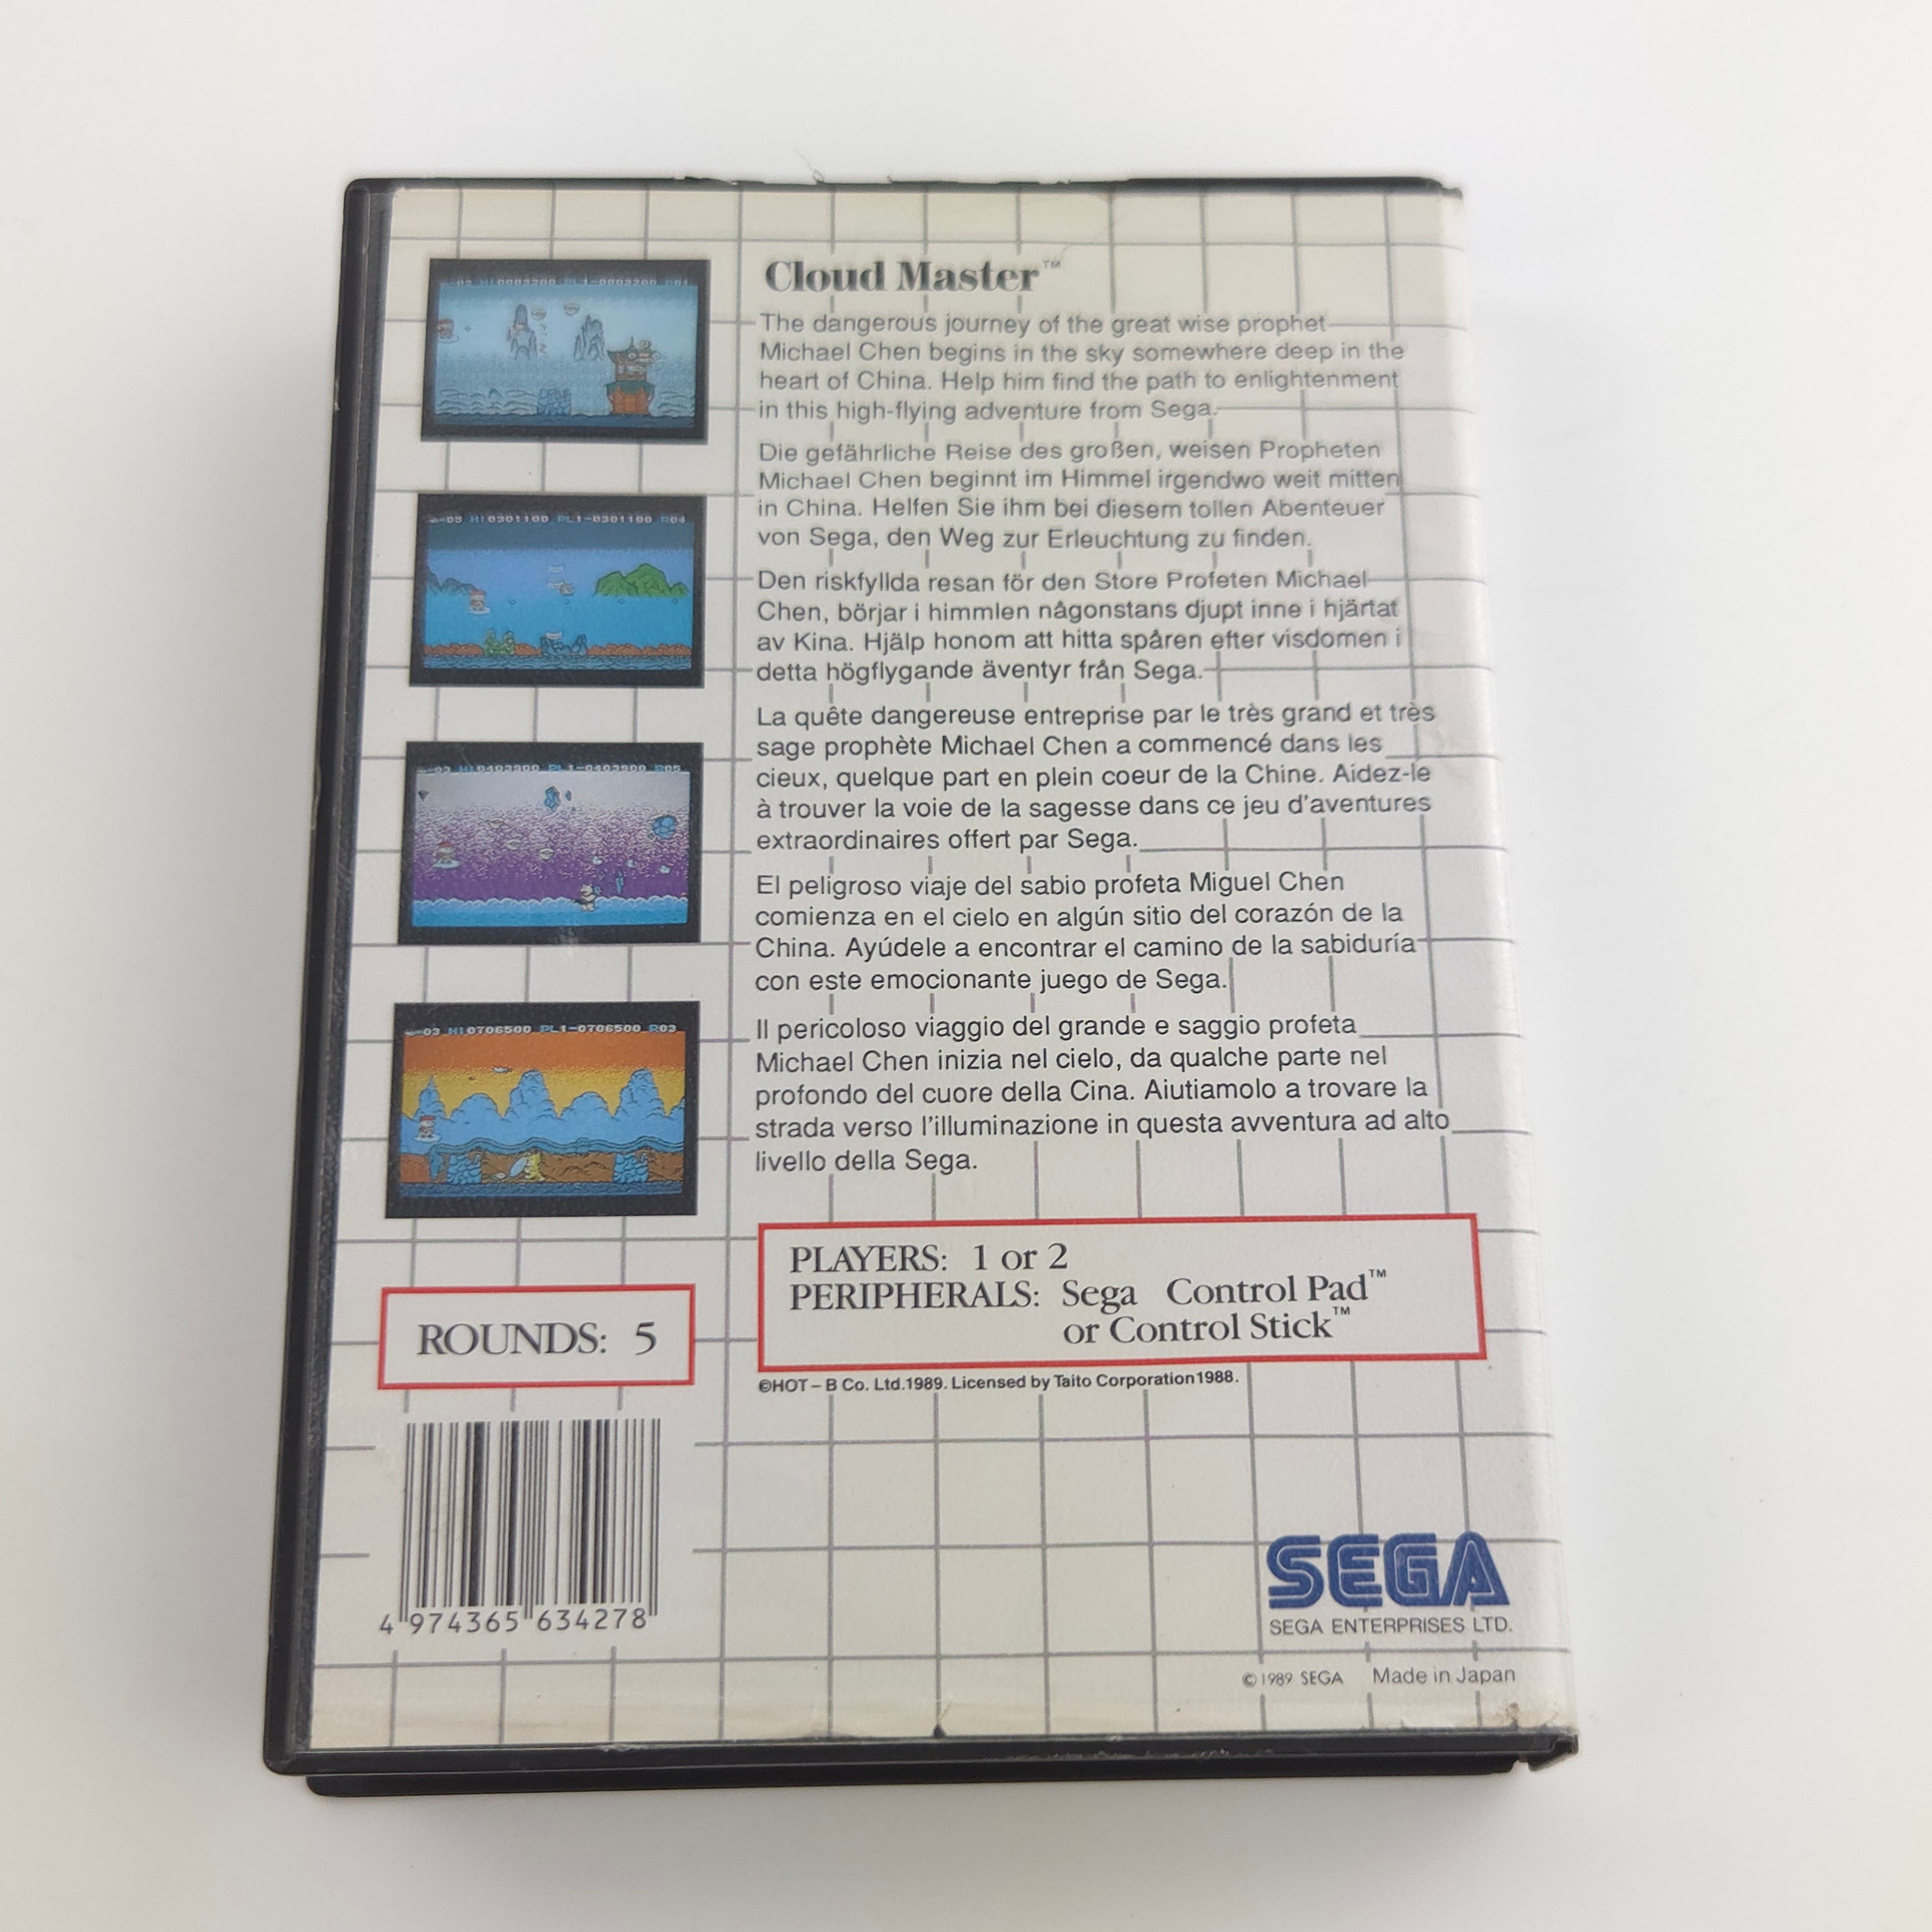 Cloud Master™
The dangerous journey of the great wise prophet
Michael Chen begins in the sky somewhere deep in the
heart of China. Help him find the path to enlightenment
in this high-flying adventure from Sega.
Die gefährliche Reise des großen, weisen Propheten
Michael Chen beginnt im Himmel irgendwo weit mitten
in China. Helfen Sie ihm bei diesem tollen Abenteuer
von Sega, den Weg zur Erleuchtung zu finden.
Den riskfyllda resan för den Store Profeten Michael
Chen, börjar i himmlen någonstans djupt inne i hjärtat
av Kina. Hjälp honom att hitta spåren efter visdomen i
detta högflygande äventyr från Sega.
La quête dangereuse entreprise par le très grand et très
sage prophète Michael Chen a commencé dans les
cieux, quelque part en plein coeur de la Chine. Aidez-le
à trouver la voie de la sagesse dans ce jeu d'aventures
extraordinaires offert par Sega.
El peligroso viaje del sabio profeta Miguel Chen
comienza en el cielo en algún sitio del corazón de la
China. Ayúdele a encontrar el camino de la sabiduría
con este emocionante juego de Sega.
Il pericoloso viaggio del grande e saggio profeta
Michael Chen inizia nel cielo, da qualche parte nel
profondo del cuore della Cina. Aiutiamolo a trovare la
strada verso l'illuminazione in questa avventura ad alto
livello della Sega.
03 HI0706500 PL1-0706500 R03
PLAYERS: 1 or 2
PERIPHERALS: Sega Control Pad™
or Control Stick™
ROUNDS: 5
©HOT-B Co. Ltd.1989. Licensed by Taito Corporation1988.
4 974365 634278
SEGA
SEGA ENTERPRISES LTD.
©1989 SEGA Made in Japan